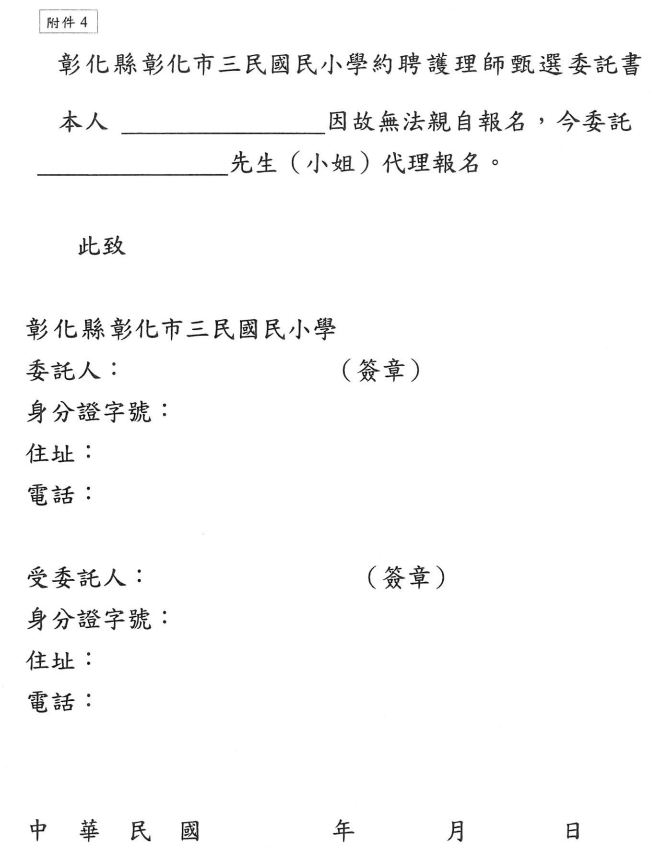 附件 4
彰化縣彰化市三民國民小學約聘護理師甄選委託書
本人 ________________因故無法親自報名，今委託
_______________先生（小姐）代理報名。
此致
彰化縣彰化市三民國民小學
委託人： （簽章）
身分證字號：
住址：
電話：
受委託人： （簽章）
身分證字號：
住址：
電話：
中 華 民 國 年 月 日